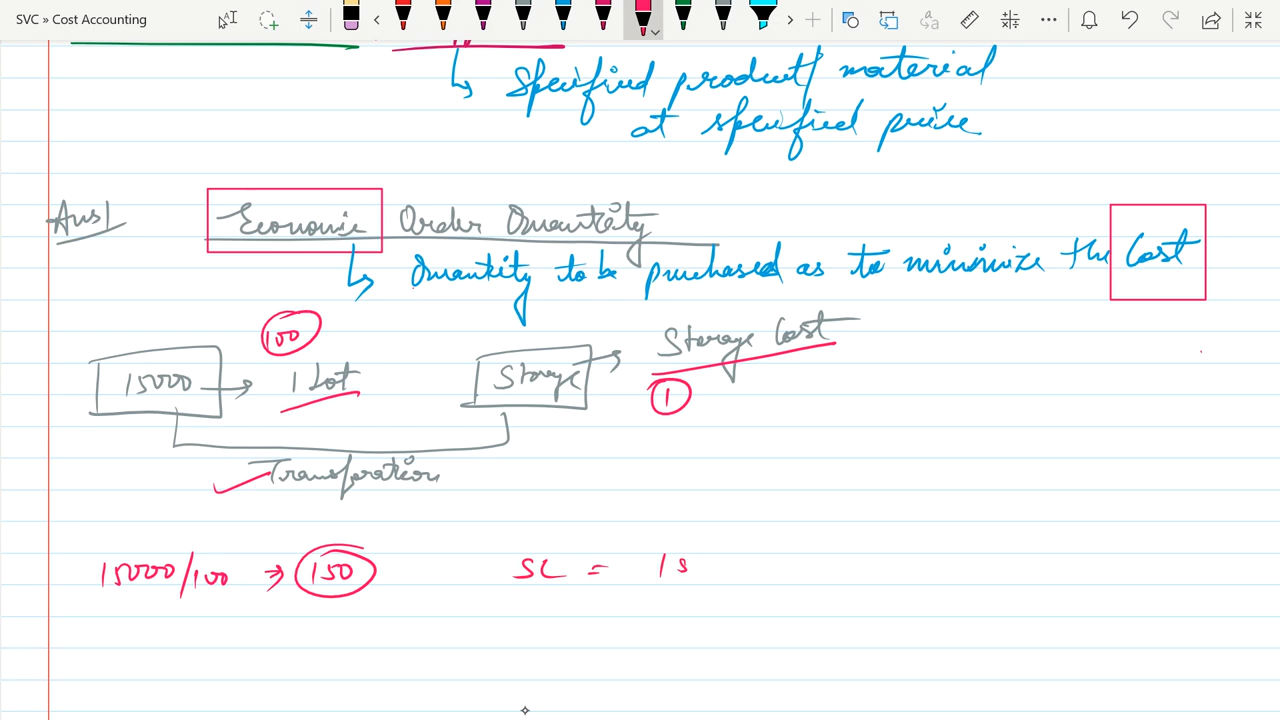 SVC » Cost Accounting
↳ Specified product/ material
at specified price
Ans1 Economic Order Quantity
↳ Quantity to be purchased as to minimize the Cost
100
15000 → 1 Lot Storage → Storage Cost
1
Transportation
15000/100 ⇒ 150 SC = 1s